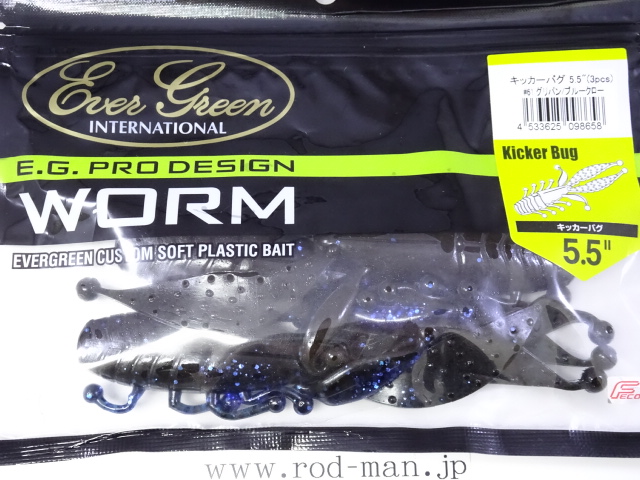 Ever Green
INTERNATIONAL
E.G. PRO DESIGN
WORM
EVERGREEN CUSTOM SOFT PLASTIC BAIT
キッカーバグ 5.5"(3pcs)
#61 グリパン/ブルークロー
4 533625 098658
Kicker Bug
キッカーバグ
5.5"
FECO
www.rod-man.jp